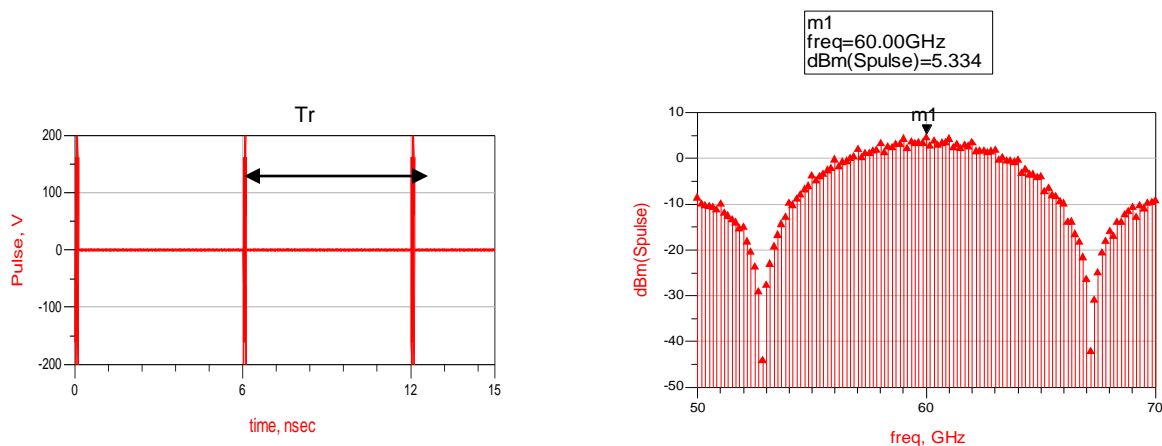 m1
freq=60.00GHz
dBm(Spulse)=5.334
Tr
200
100
0
-100
-200
Pulse, V
0
6
12
15
time, nsec
m1
10
0
-10
-20
-30
-40
-50
dBm(Spulse)
50
60
70
freq, GHz